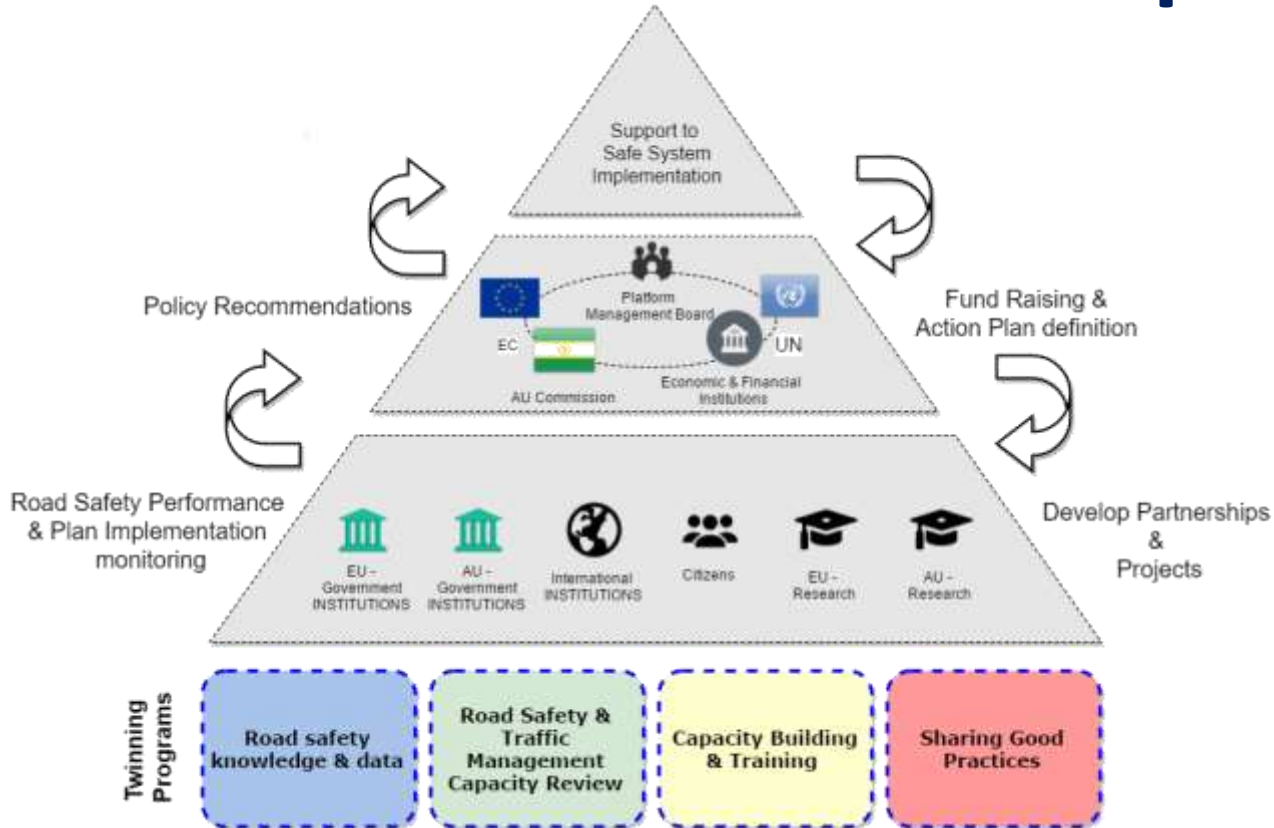 Support to
Safe System
Implementation
Policy Recommendations
Fund Raising &
Action Plan definition
Platform
Management Board
EC
UN
AU Commission
Economic & Financial
Institutions
Road Safety Performance
& Plan Implementation
monitoring
Develop Partnerships
&
Projects
EU -
Government
INSTITUTIONS
AU -
Government
INSTITUTIONS
International
INSTITUTIONS
Citizens
EU -
Research
AU -
Research
Twinning
Programs
Road safety
knowledge & data
Road Safety &
Traffic
Management
Capacity Review
Capacity Building
& Training
Sharing Good
Practices